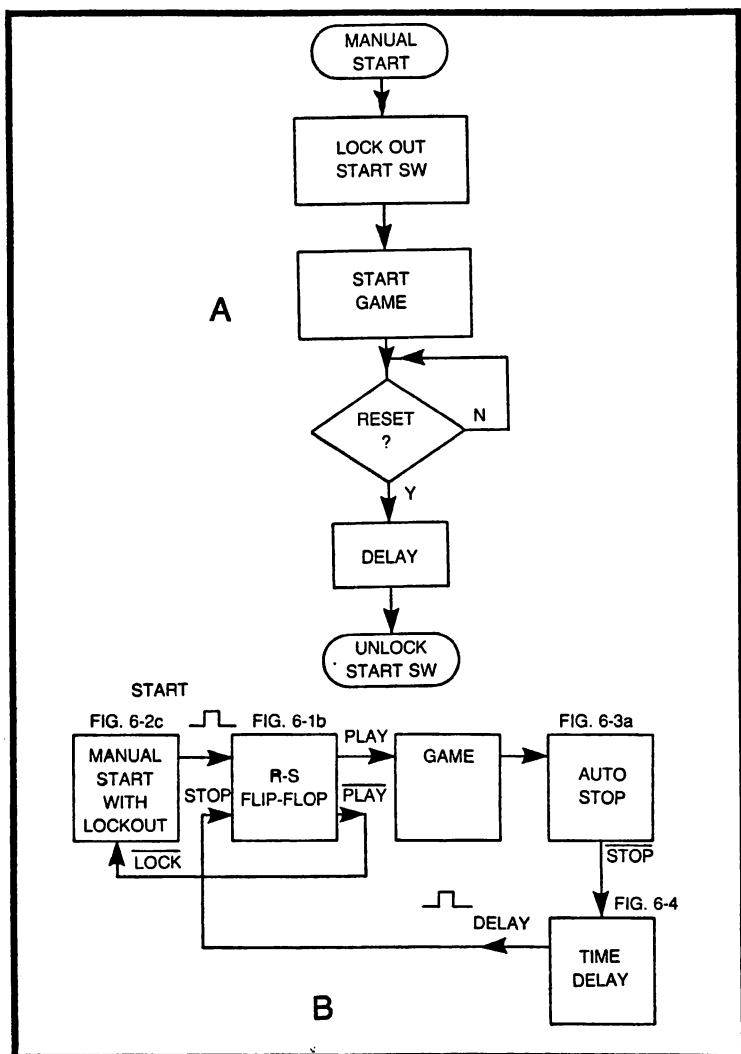 MANUAL
START
LOCK OUT
START SW
START
GAME
A
RESET
?
N
Y
DELAY
UNLOCK
START SW
START
FIG. 6-2c
FIG. 6-1b
FIG. 6-3a
MANUAL
START
WITH
LOCKOUT
STOP
R-S
FLIP-FLOP
PLAY
PLAY
GAME
AUTO
STOP
LOCK
STOP
FIG. 6-4
DELAY
TIME
DELAY
B